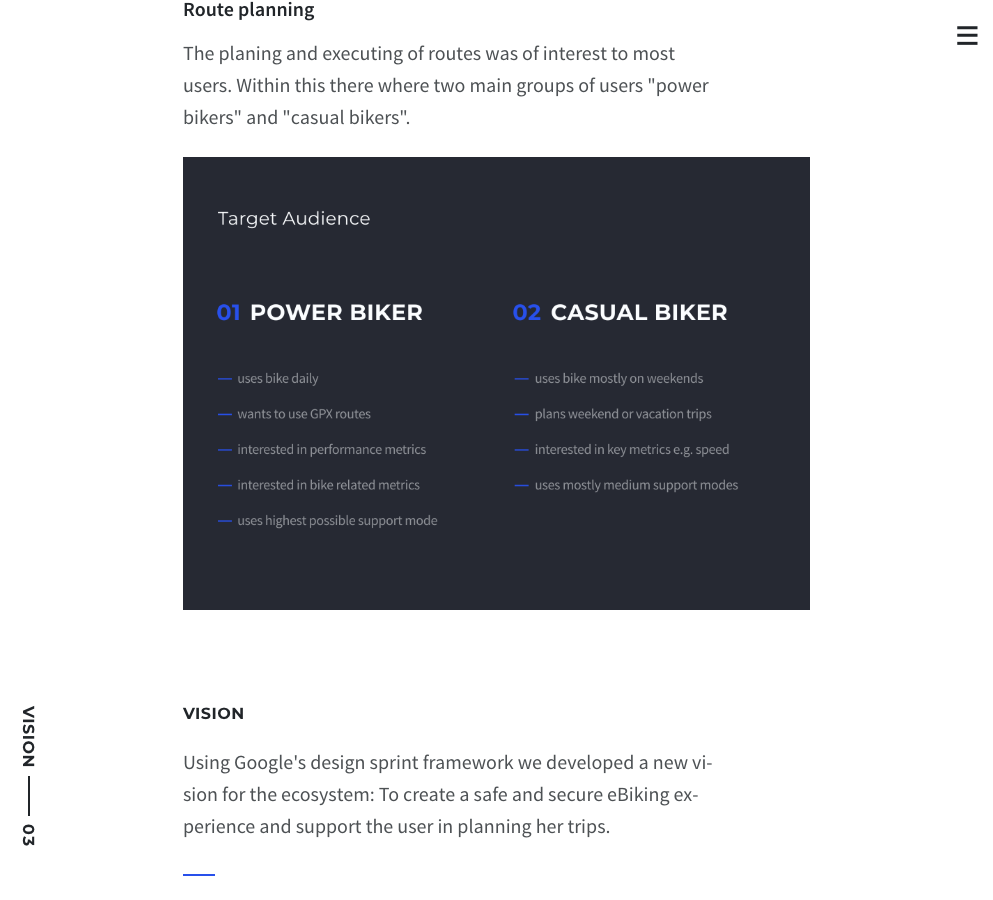 Route planning
The planing and executing of routes was of interest to most
users. Within this there where two main groups of users "power
bikers" and "casual bikers".
Target Audience
01 POWER BIKER
— uses bike daily
— wants to use GPX routes
— interested in performance metrics
— interested in bike related metrics
— uses highest possible support mode
02 CASUAL BIKER
— uses bike mostly on weekends
— plans weekend or vacation trips
— interested in key metrics e.g. speed
— uses mostly medium support modes
VISION — 03
VISION
Using Google's design sprint framework we developed a new vi-
sion for the ecosystem: To create a safe and secure eBiking ex-
perience and support the user in planning her trips.